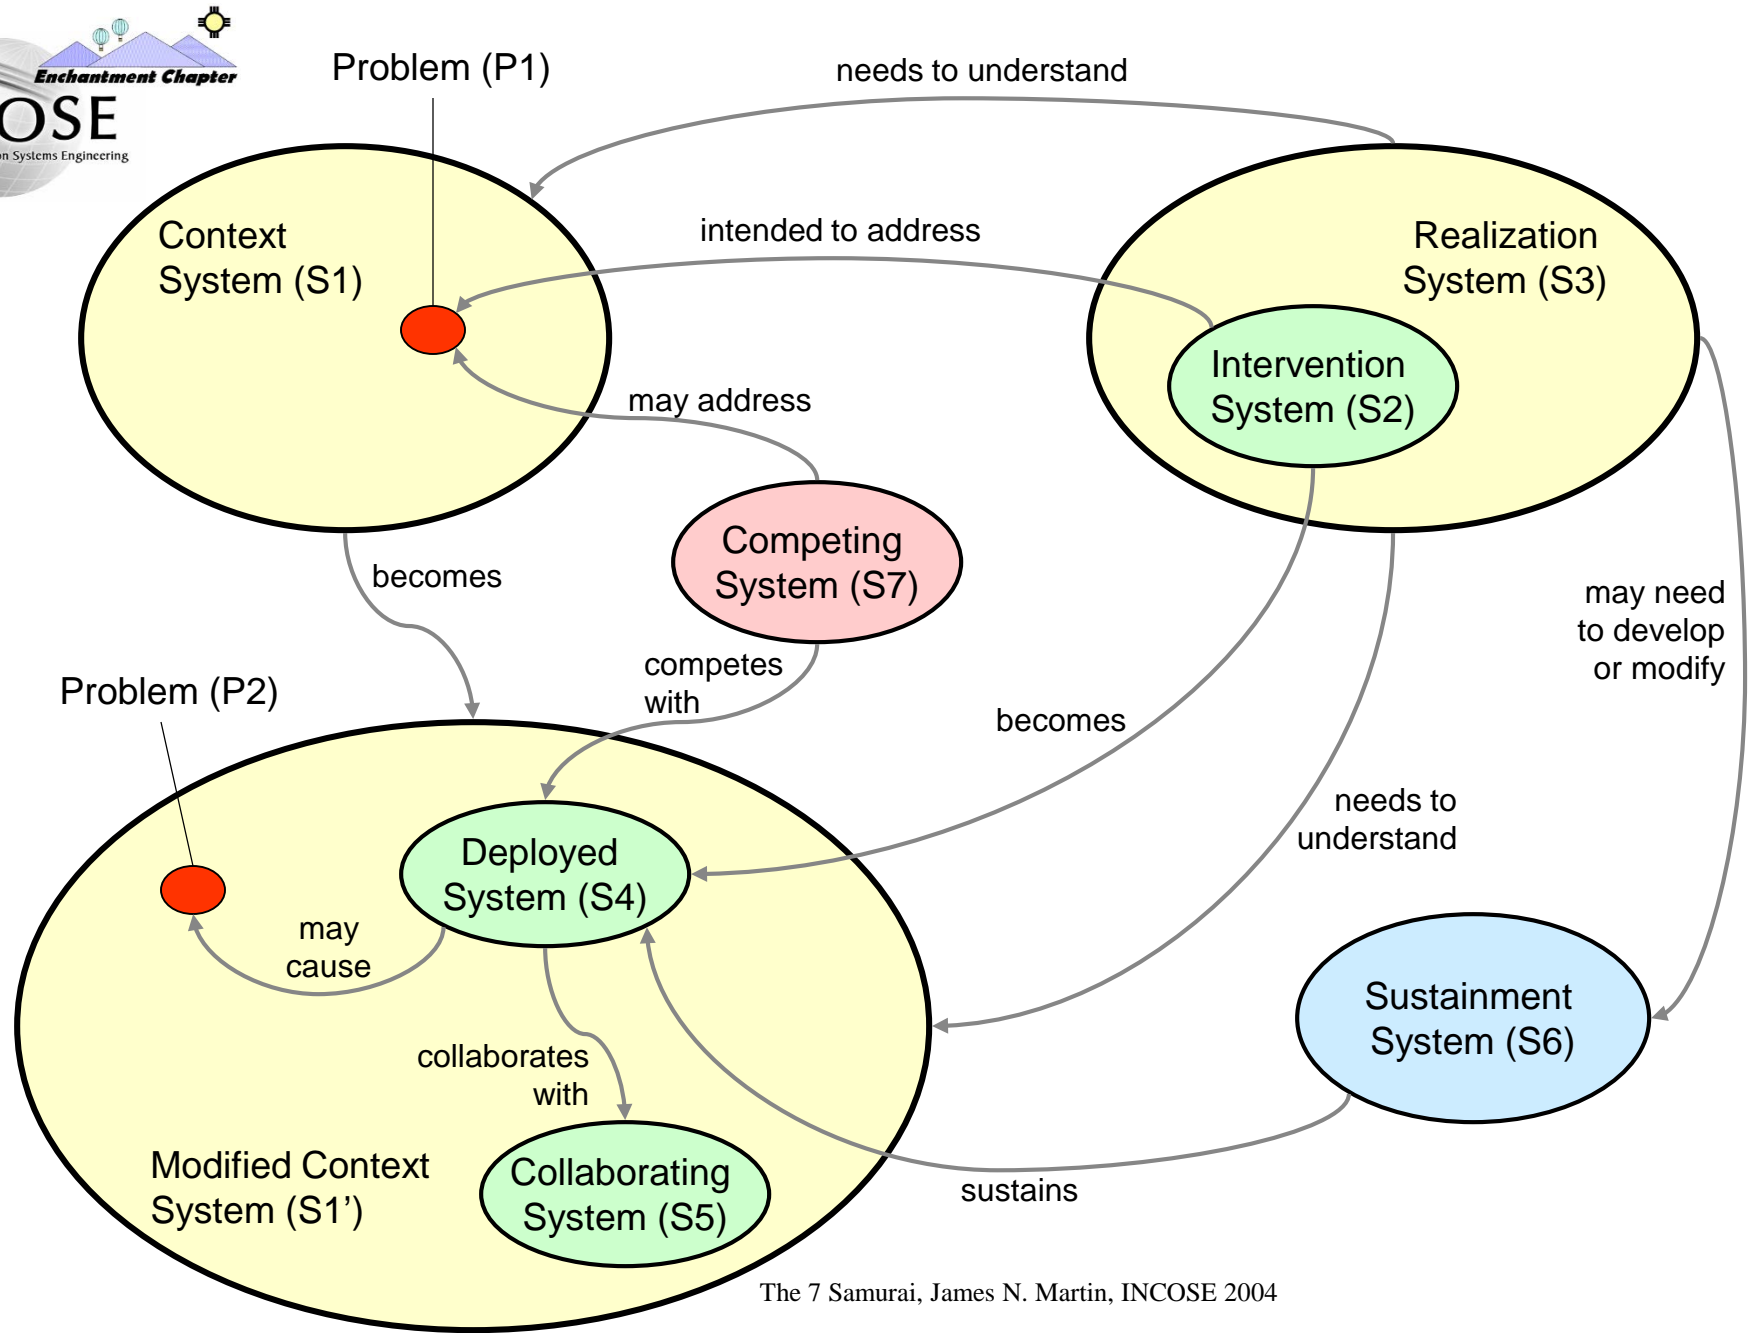 Enchantment Chapter
OSE
on Systems Engineering
Problem (P1)
needs to understand
Context
System (S1)
intended to address
Realization
System (S3)
Intervention
System (S2)
may address
Competing
System (S7)
becomes
may need
to develop
or modify
competes
with
Problem (P2)
becomes
needs to
understand
Deployed
System (S4)
may
cause
Sustainment
System (S6)
collaborates
with
Modified Context
System (S1’)
Collaborating
System (S5)
sustains
The 7 Samurai, James N. Martin, INCOSE 2004